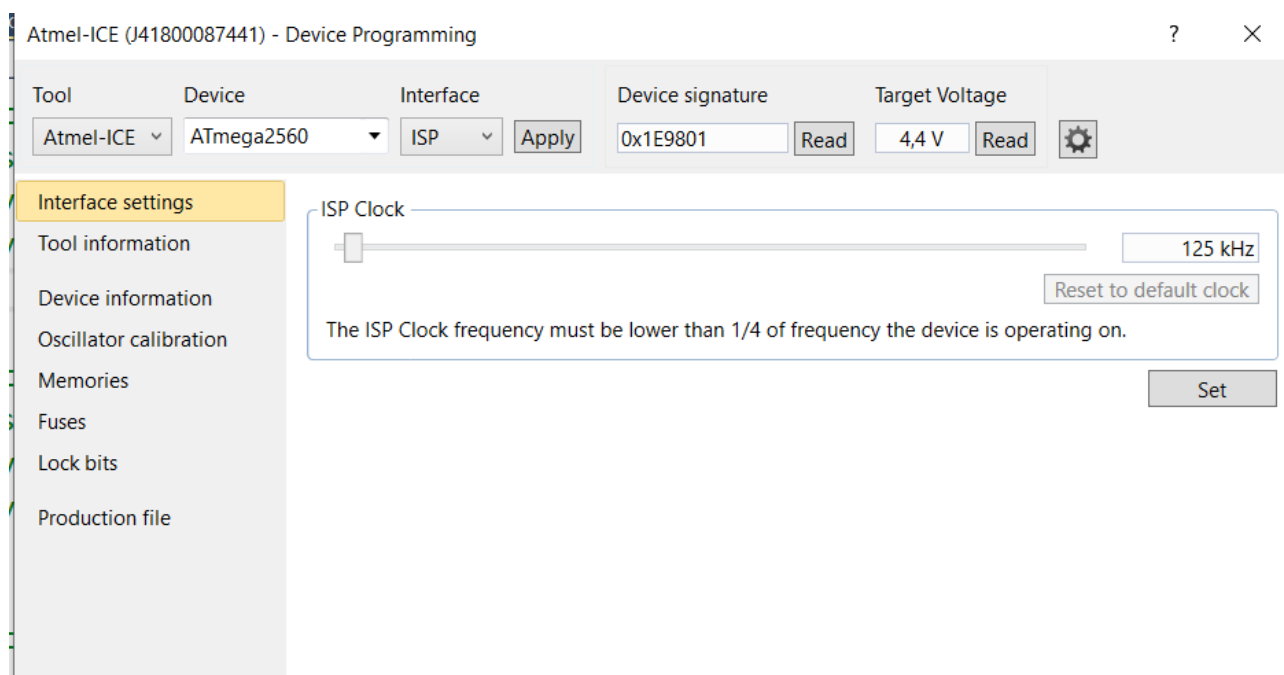 Atmel-ICE (J41800087441) - Device Programming ?
Tool Device Interface Device signature Target Voltage
Atmel-ICE ATmega2560 ISP Apply 0x1E9801 Read 4,4 V Read
Interface settings
Tool information
Device information
Oscillator calibration
Memories
Fuses
Lock bits
Production file
ISP Clock
125 kHz
Reset to default clock
The ISP Clock frequency must be lower than 1/4 of frequency the device is operating on.
Set